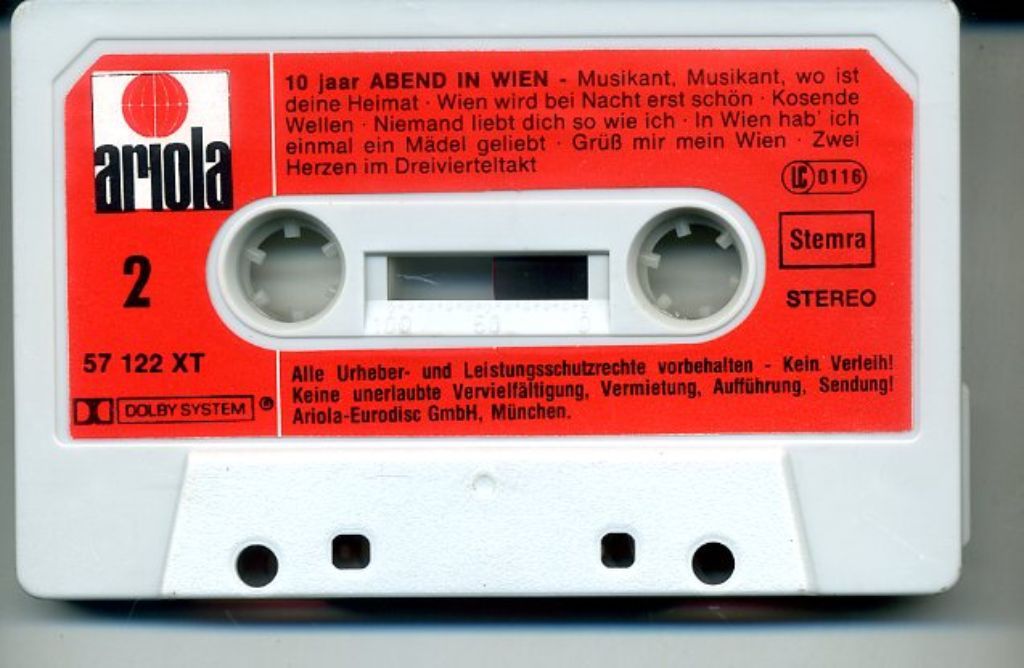 ariola
2
57 122 XT
DOLBY SYSTEM
10 jaar ABEND IN WIEN - Musikant, Musikant, wo ist
deine Heimat · Wien wird bei Nacht erst schön · Kosende
Wellen · Niemand liebt dich so wie ich · In Wien hab' ich
einmal ein Mädel geliebt · Grüß mir mein Wien · Zwei
Herzen im Dreivierteltakt
LC 0116
Stemra
STEREO
100 50 0
Alle Urheber- und Leistungsschutzrechte vorbehalten - Kein Verleih!
Keine unerlaubte Vervielfältigung, Vermietung, Aufführung, Sendung!
Ariola-Eurodisc GmbH, München.